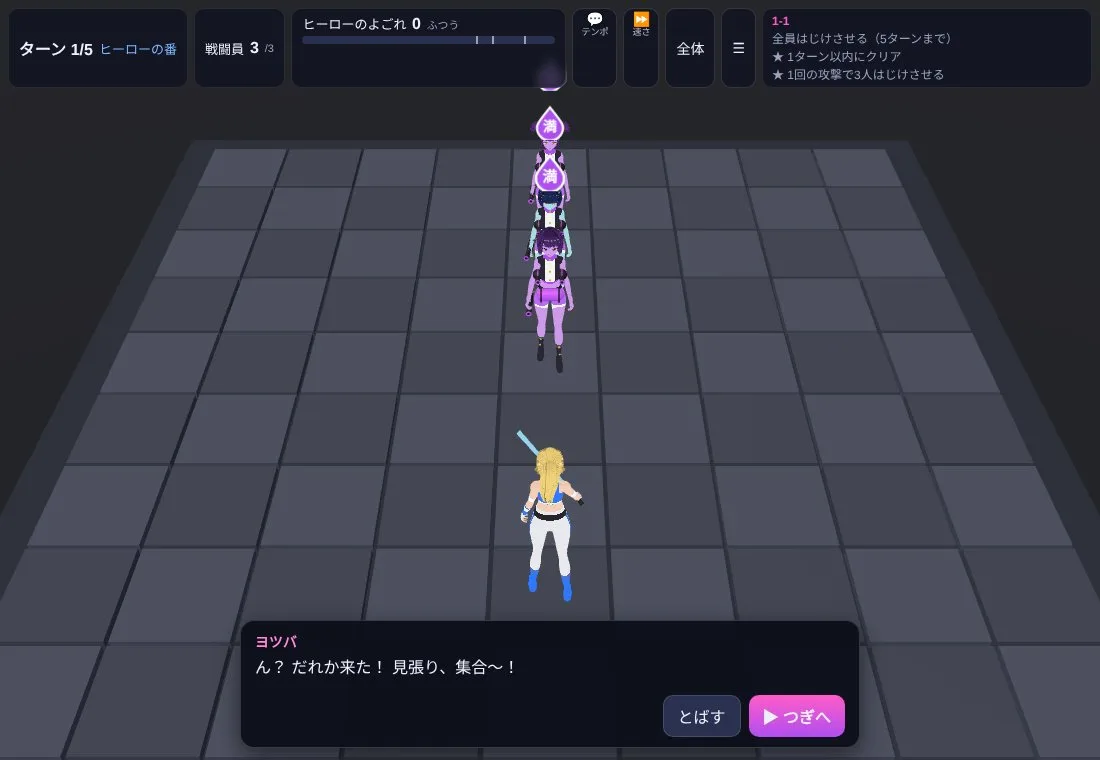 ターン 1/5 ヒーローの番
戦闘員 3 /3
ヒーローのよごれ 0 ふつう
テンポ
速さ
全体
☰
1-1
全員はじけさせる（5ターンまで）
★ 1ターン以内にクリア
★ 1回の攻撃で3人はじけさせる
満
満
ヨツバ
ん？ だれか来た！ 見張り、集合〜！
とばす
▶ つぎへ